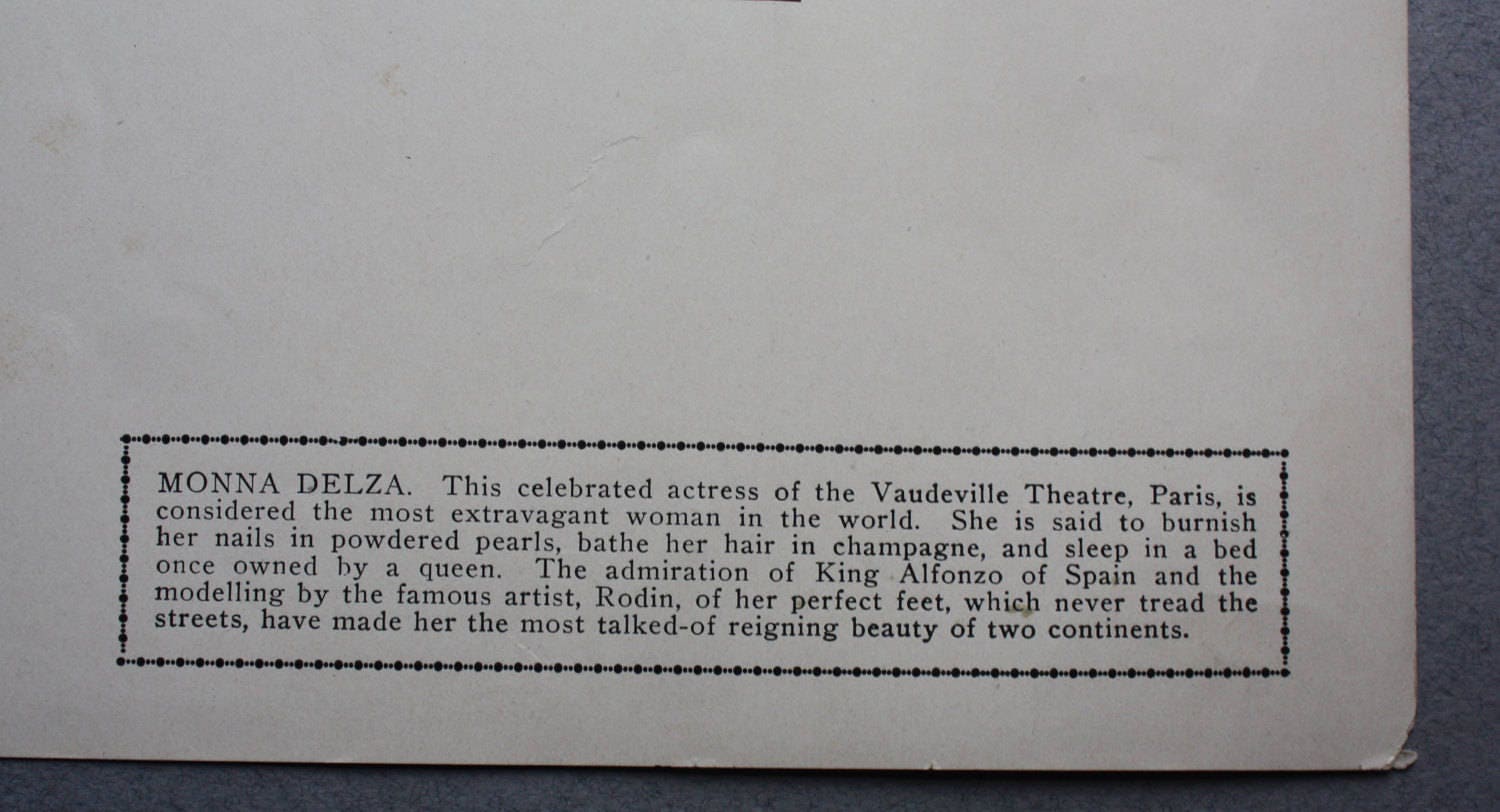 MONNA DELZA. This celebrated actress of the Vaudeville Theatre, Paris, is
considered the most extravagant woman in the world. She is said to burnish
her nails in powdered pearls, bathe her hair in champagne, and sleep in a bed
once owned by a queen. The admiration of King Alfonzo of Spain and the
modelling by the famous artist, Rodin, of her perfect feet, which never tread the
streets, have made her the most talked-of reigning beauty of two continents.